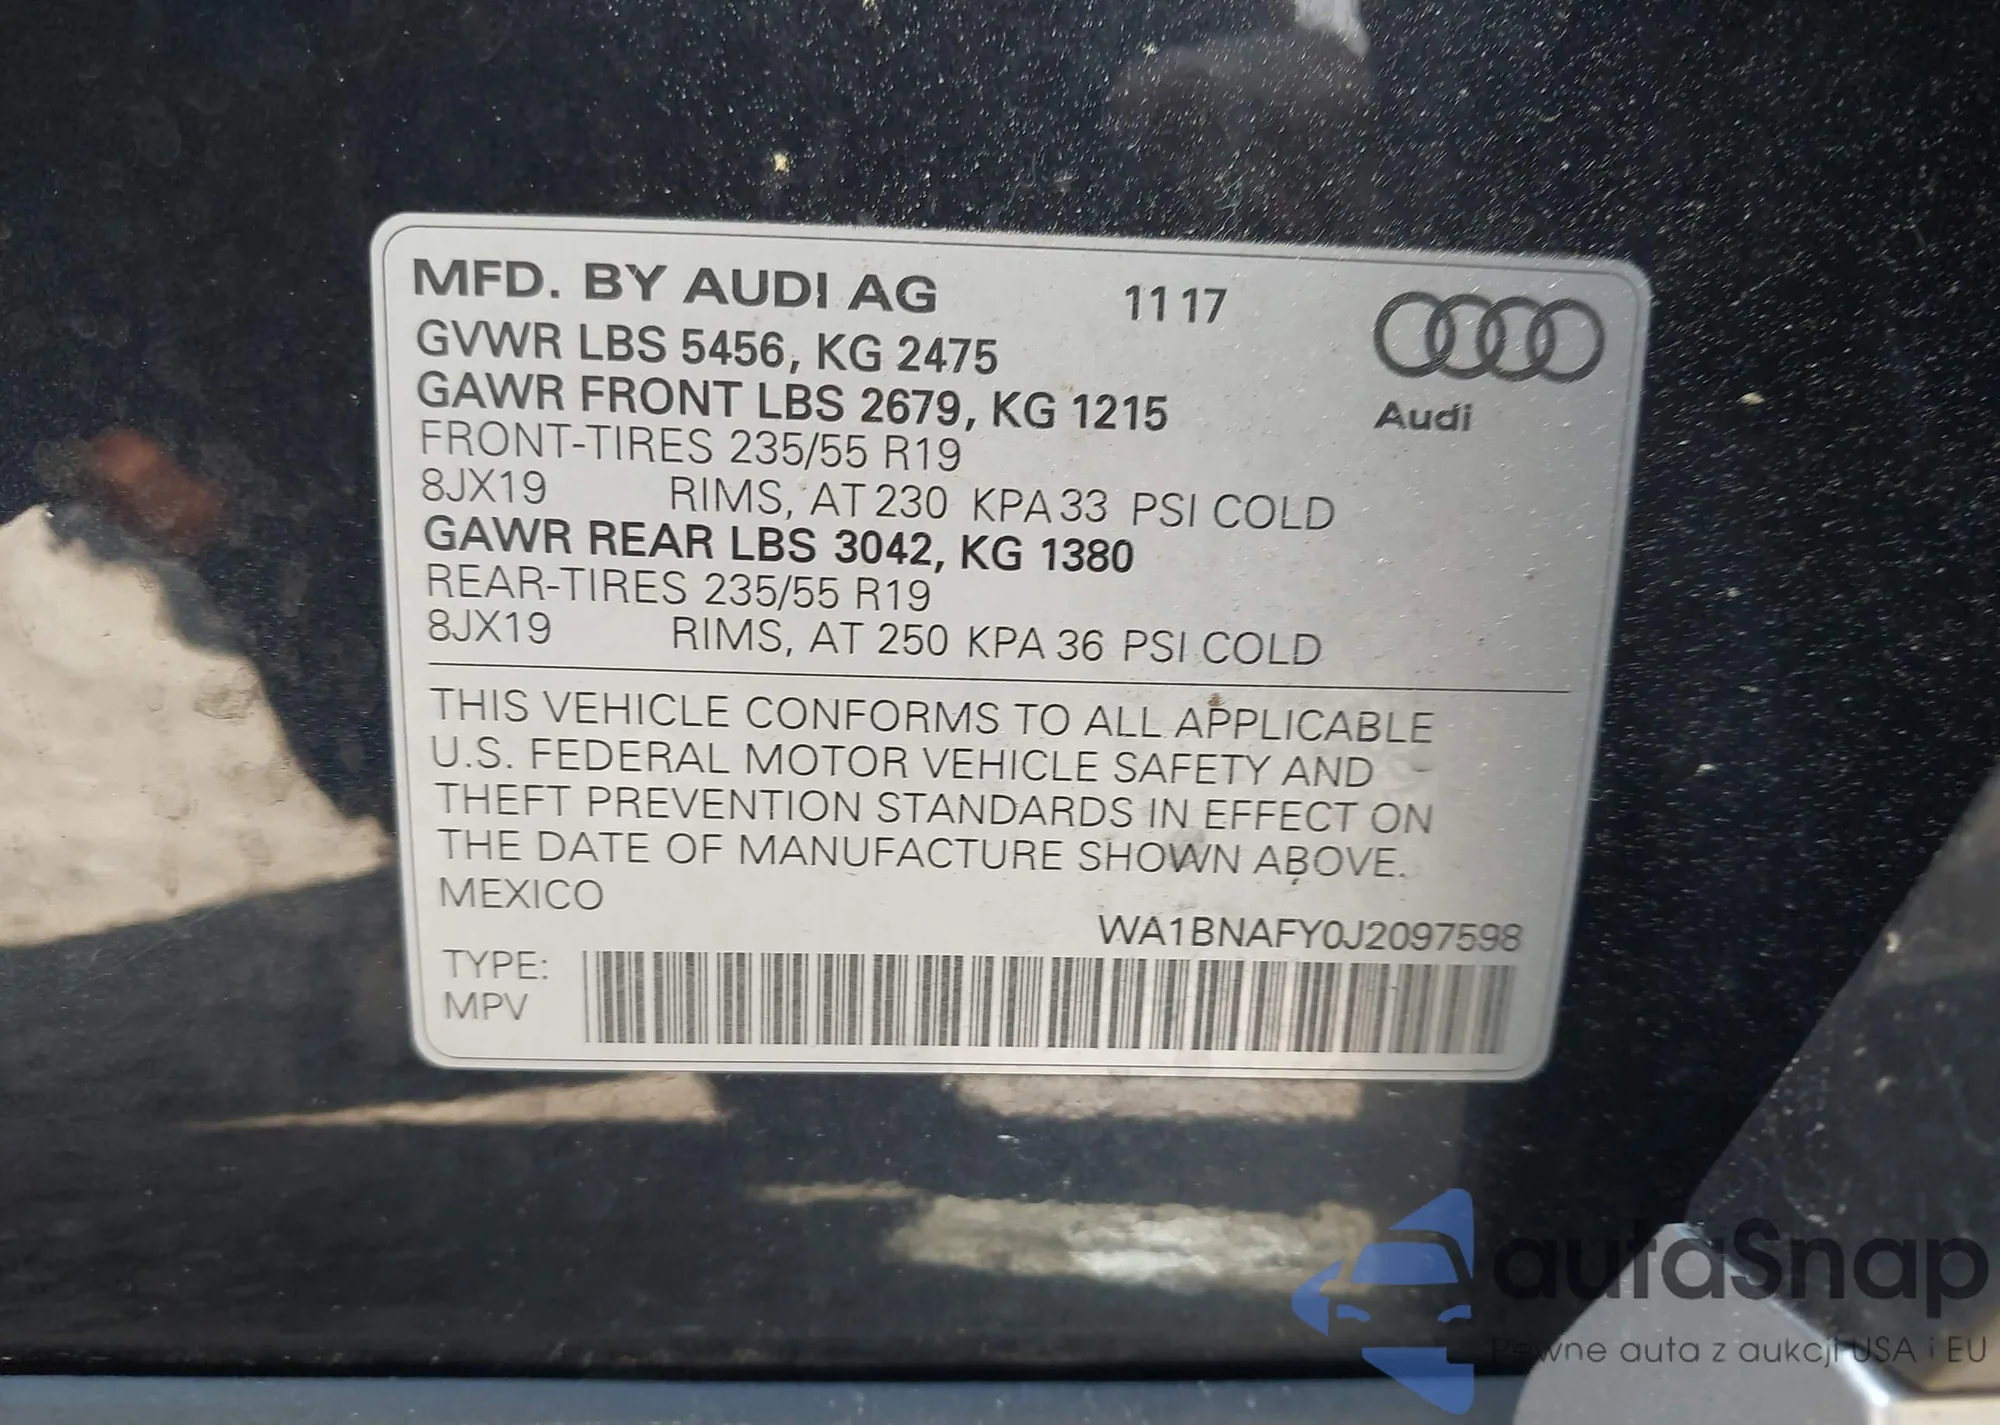 MFD. BY AUDI AG 11 17
GVWR LBS 5456, KG 2475
GAWR FRONT LBS 2679, KG 1215
Audi
FRONT-TIRES 235/55 R19
8JX19 RIMS, AT 230 KPA 33 PSI COLD
GAWR REAR LBS 3042, KG 1380
REAR-TIRES 235/55 R19
8JX19 RIMS, AT 250 KPA 36 PSI COLD
THIS VEHICLE CONFORMS TO ALL APPLICABLE
U.S. FEDERAL MOTOR VEHICLE SAFETY AND
THEFT PREVENTION STANDARDS IN EFFECT ON
THE DATE OF MANUFACTURE SHOWN ABOVE.
MEXICO
WA1BNAFY0J2097598
TYPE:
MPV
autaSnap
Pewne auta z aukcji USA i EU